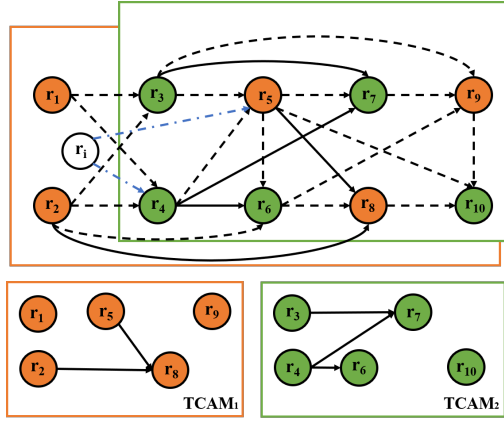 r1 r3 r5 r7 r9
ri
r2 r4 r6 r8 r10
r1 r5 r9
r2 r8
TCAM1
r3 r7
r4 r6 r10
TCAM2